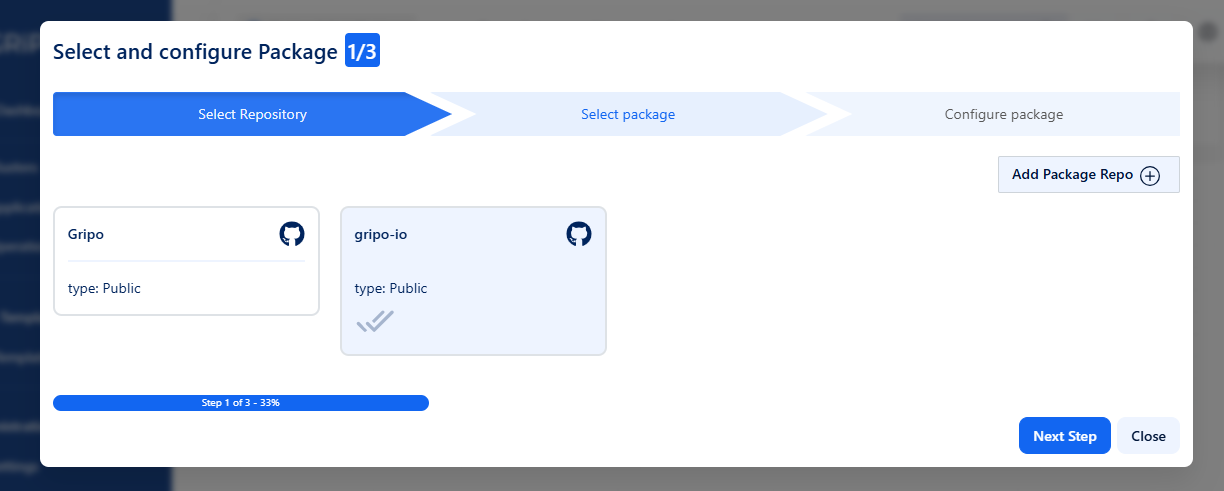 Select and configure Package 1/3
Select Repository
Select package
Configure package
Add Package Repo
Gripo
type: Public
gripo-io
type: Public
Step 1 of 3 - 33%
Next Step
Close